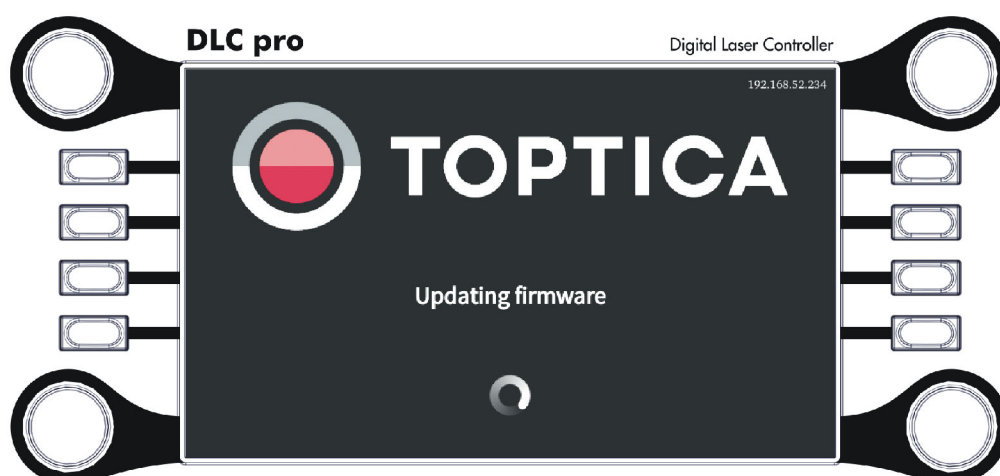 DLC pro
Digital Laser Controller
192.168.52.234
TOPTICA
Updating firmware